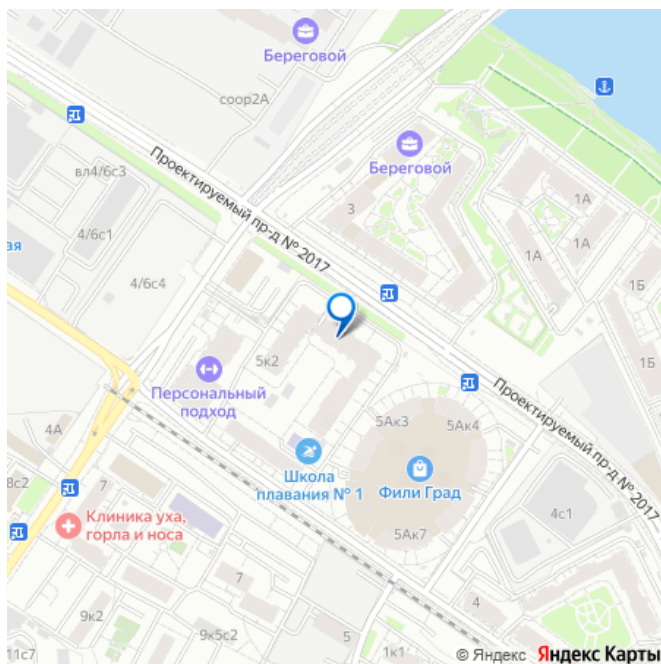 Береговой
соор2А
Береговой
вл4/6с3
Проектируемый пр-д № 2017
3
1А
1А
1А
4/6с1
ая
4/6с4
1Б
1Б
5к2
Персональный
подход
Проектируемый пр-д № 2017
4А
5Ак3
5Ак4
Школа
плавания № 1
Фили Град
8с2
7
4с1
Клиника уха,
горла и носа
5Ак7
7
9к2
4
5
9к5с2
11с7
1к1
© Яндекс Яндекс Карты